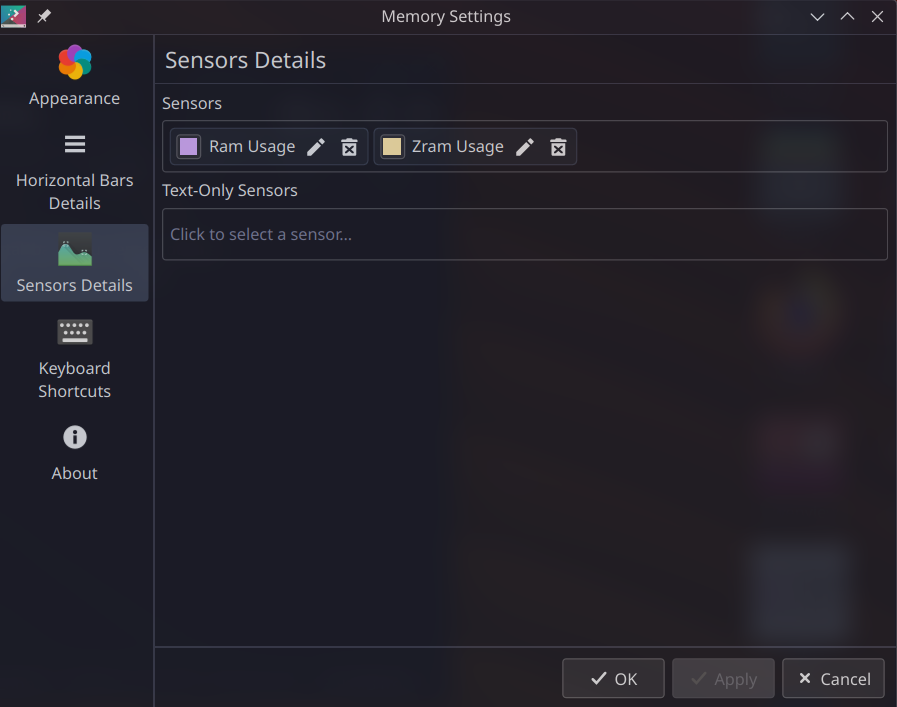 Memory Settings
Appearance
Horizontal Bars
Details
Sensors Details
Keyboard
Shortcuts
About
Sensors Details
Sensors
Ram Usage
Zram Usage
Text-Only Sensors
Click to select a sensor...
OK
Apply
Cancel